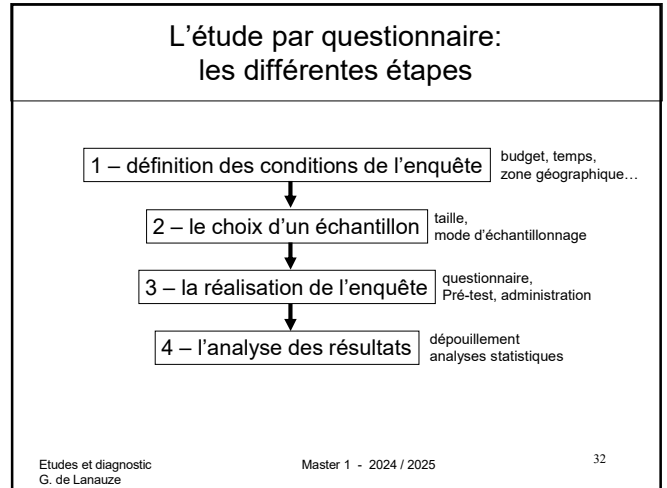 L’étude par questionnaire:
les différentes étapes
1 – définition des conditions de l’enquête
budget, temps,
zone géographique…
2 – le choix d’un échantillon
taille,
mode d’échantillonnage
3 – la réalisation de l’enquête
questionnaire,
Pré-test, administration
4 – l’analyse des résultats
dépouillement
analyses statistiques
Etudes et diagnostic
G. de Lanauze
Master 1 - 2024 / 2025
32